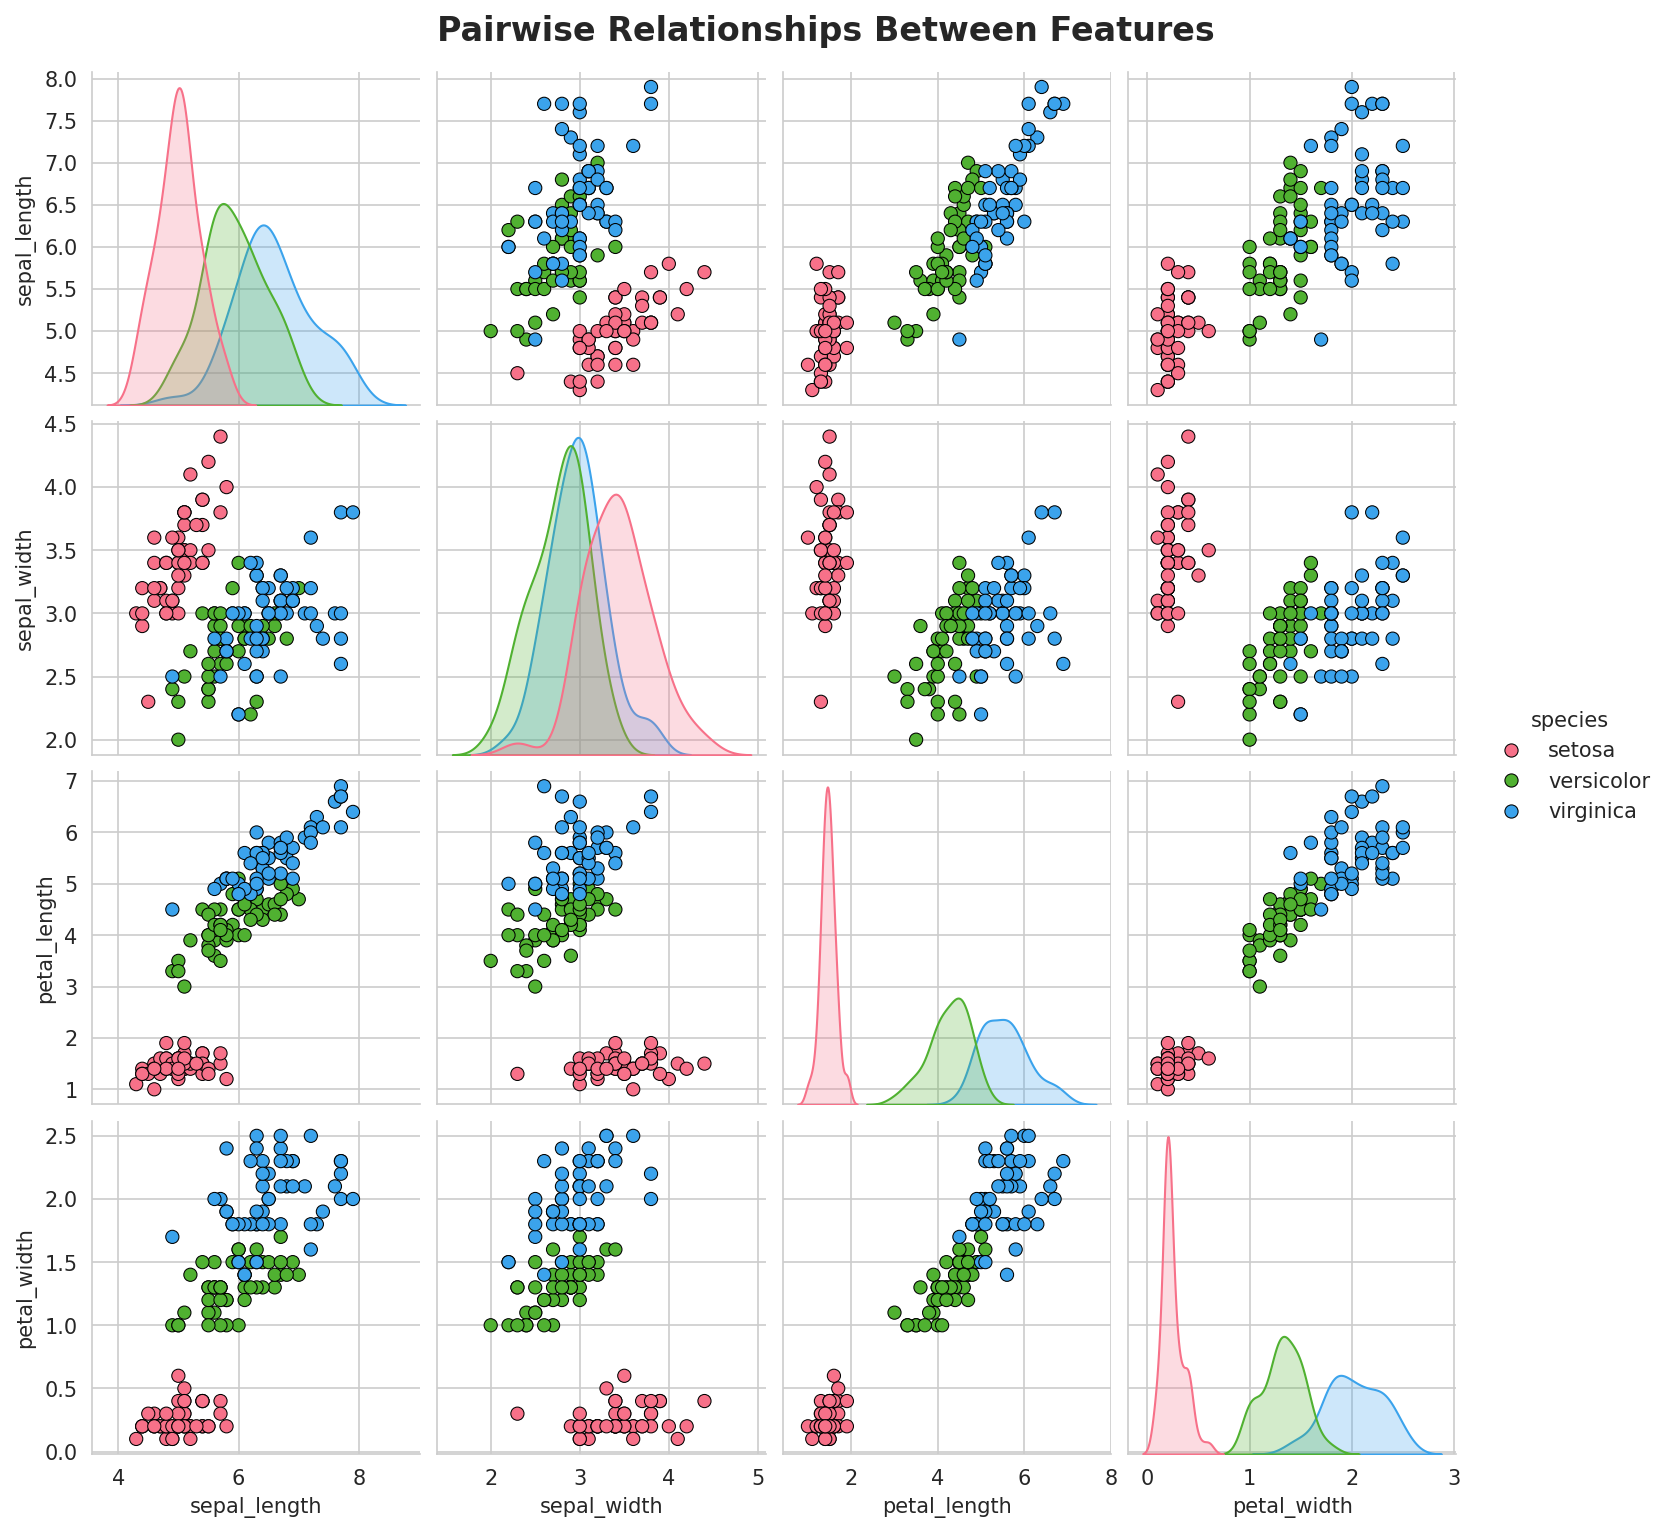 Pairwise Relationships Between Features
8.0
7.5
7.0
6.5
6.0
5.5
5.0
4.5
sepal_length
4.5
4.0
3.5
3.0
2.5
2.0
sepal_width
7
6
5
4
3
2
1
petal_length
2.5
2.0
1.5
1.0
0.5
0.0
petal_width
4 6 8
sepal_length
2 3 4 5
sepal_width
2 4 6 8
petal_length
0 1 2 3
petal_width
species
setosa
versicolor
virginica